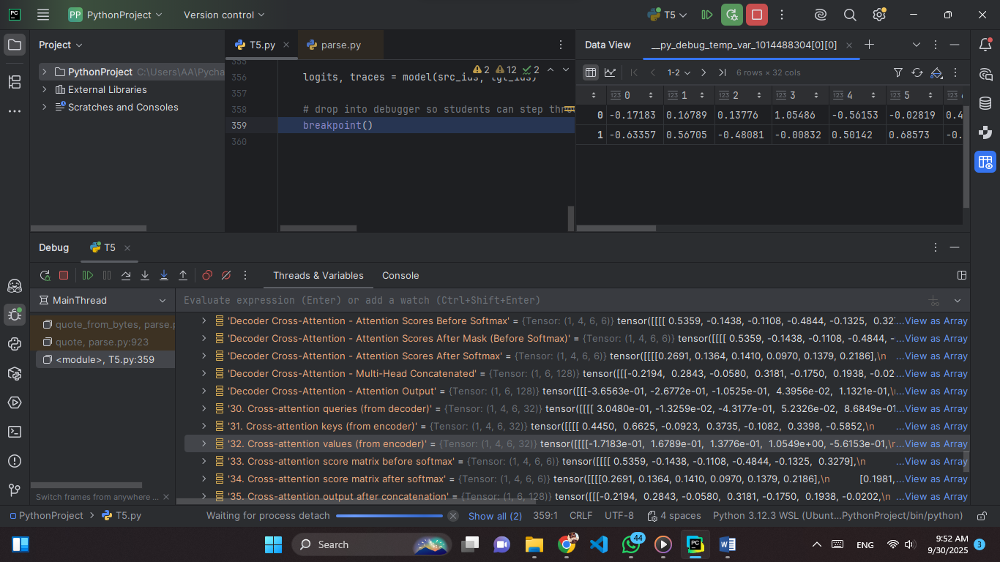 PP PythonProject Version control T5
Project
T5.py
parse.py
Data View __py_debug_temp_var_1014488304[0][0]
PythonProject C:\Users\AA\Pycha
External Libraries
Scratches and Consoles
355
356 logits, traces = model(src_ids, tgt_ids)
2 12 2
357
358 # drop into debugger so students can step thro
359 breakpoint()
360
1-2 6 rows × 32 cols
123 0 123 1 123 2 123 3 123 4 123 5 123
0 -0.17183 0.16789 0.13776 1.05486 -0.56153 -0.02819 0.4
1 -0.63357 0.56705 -0.48081 -0.00832 0.50142 0.68573 -0.
Debug T5
Threads & Variables Console
MainThread
Evaluate expression (Enter) or add a watch (Ctrl+Shift+Enter)
quote_from_bytes, parse.p
quote, parse.py:923
<module>, T5.py:359
'Decoder Cross-Attention - Attention Scores Before Softmax' = {Tensor: (1, 4, 6, 6)} tensor([[[[ 0.5359, -0.1438, -0.1108, -0.4844, -0.1325, 0.327 ...View as Array
'Decoder Cross-Attention - Attention Scores After Mask (Before Softmax)' = {Tensor: (1, 4, 6, 6)} tensor([[[[ 0.5359, -0.1438, -0.1108, -0.4844, - ...View as Array
'Decoder Cross-Attention - Attention Scores After Softmax' = {Tensor: (1, 4, 6, 6)} tensor([[[[0.2691, 0.1364, 0.1410, 0.0970, 0.1379, 0.2186],\n ...View as Array
'Decoder Cross-Attention - Multi-Head Concatenated' = {Tensor: (1, 6, 128)} tensor([[[-0.2194, 0.2843, -0.0580, 0.3181, -0.1750, 0.1938, -0.02 ...View as Array
'Decoder Cross-Attention - Attention Output' = {Tensor: (1, 6, 128)} tensor([[[-3.6563e-01, -2.6772e-01, -1.0525e-01, 4.3956e-02, 1.1321e-01,\n ...View as Array
'30. Cross-attention queries (from decoder)' = {Tensor: (1, 4, 6, 32)} tensor([[[[ 3.0480e-01, -1.3259e-02, -4.3177e-01, 5.2326e-02, 8.6849e-01 ...View as Array
'31. Cross-attention keys (from encoder)' = {Tensor: (1, 4, 6, 32)} tensor([[[[ 0.4450, 0.6625, -0.0923, 0.3735, -0.1082, 0.3398, -0.5852,\n ...View as Array
'32. Cross-attention values (from encoder)' = {Tensor: (1, 4, 6, 32)} tensor([[[[-1.7183e-01, 1.6789e-01, 1.3776e-01, 1.0549e+00, -5.6153e-01,\n ...View as Array
'33. Cross-attention score matrix before softmax' = {Tensor: (1, 4, 6, 6)} tensor([[[[ 0.5359, -0.1438, -0.1108, -0.4844, -0.1325, 0.3279],\n ...View as Array
'34. Cross-attention score matrix after softmax' = {Tensor: (1, 4, 6, 6)} tensor([[[[0.2691, 0.1364, 0.1410, 0.0970, 0.1379, 0.2186],\n [0.1981, ...View as Array
'35. Cross-attention output after concatenation' = {Tensor: (1, 6, 128)} tensor([[[-0.2194, 0.2843, -0.0580, 0.3181, -0.1750, 0.1938, -0.0202,\n ...View as Array
Switch frames from anywhere ...
PythonProject T5.py Waiting for process detach Show all (2) 359:1 CRLF UTF-8 4 spaces Python 3.12.3 WSL (Ubunt...PythonProject/bin/python)
Search 44 ENG 9:52 AM
9/30/2025 3